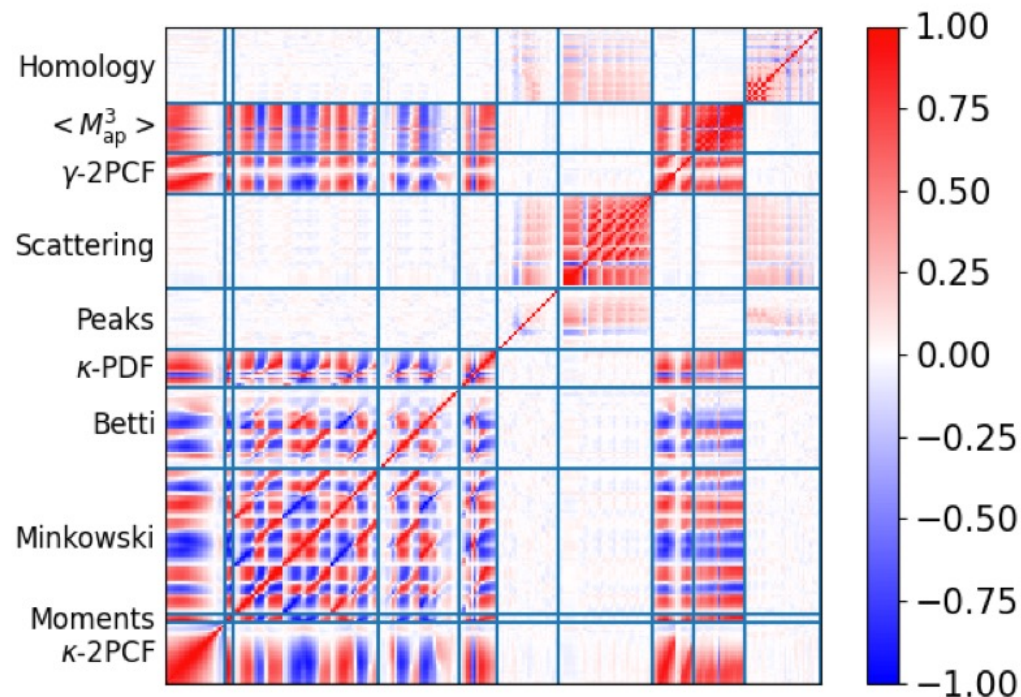 Homology
< M³ₐₚ >
γ-2PCF
Scattering
Peaks
κ-PDF
Betti
Minkowski
Moments
κ-2PCF
1.00
0.75
0.50
0.25
0.00
−0.25
−0.50
−0.75
−1.00